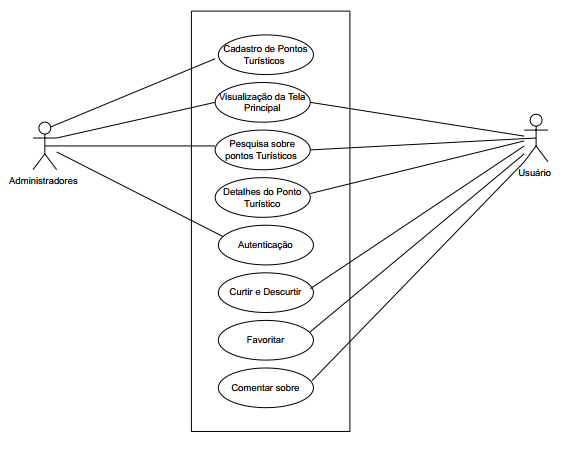 Cadastro de Pontos
Turísticos
Visualização da Tela
Principal
Pesquisa sobre
pontos Turísticos
Administradores
Usuário
Detalhes do Ponto
Turístico
Autenticação
Curtir e Descurtir
Favoritar
Comentar sobre